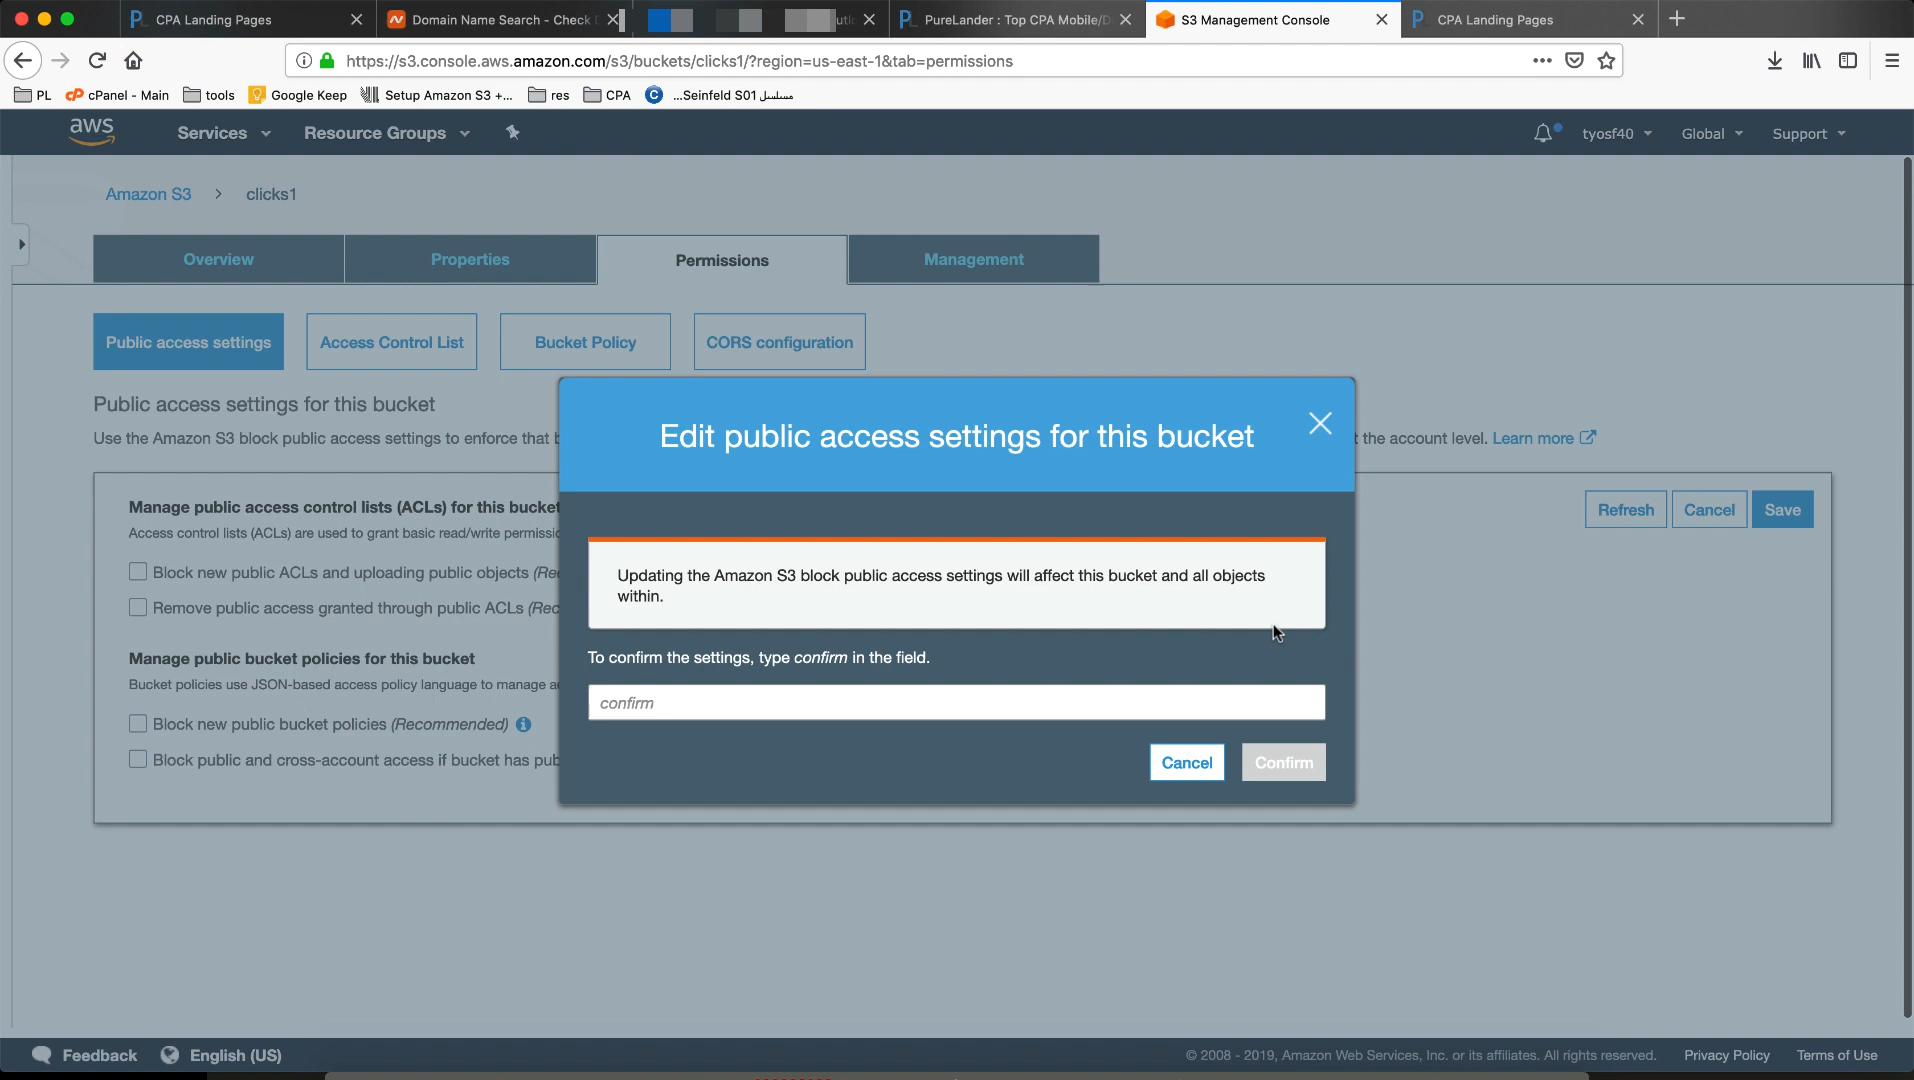 CPA Landing Pages
Domain Name Search - Check
PureLander : Top CPA Mobile/D
S3 Management Console
CPA Landing Pages
https://s3.console.aws.amazon.com/s3/buckets/clicks1/?region=us-east-1&tab=permissions
PL
cPanel - Main
tools
Google Keep
Setup Amazon S3 +...
res
CPA
...Seinfeld S01 مسلسل
aws
Services
Resource Groups
tyosf40
Global
Support
Amazon S3 > clicks1
Overview
Properties
Permissions
Management
Public access settings
Access Control List
Bucket Policy
CORS configuration
Public access settings for this bucket
Use the Amazon S3 block public access settings to enforce that
t the account level. Learn more
Edit public access settings for this bucket
Manage public access control lists (ACLs) for this bucket
Access control lists (ACLs) are used to grant basic read/write
Refresh
Cancel
Save
Block new public ACLs and uploading public objects (Rec
Remove public access granted through public ACLs (Rec
Manage public bucket policies for this bucket
Bucket policies use JSON-based access policy language to manage
Block new public bucket policies (Recommended)
Block public and cross-account access if bucket has pub
Updating the Amazon S3 block public access settings will affect this bucket and all objects
within.
To confirm the settings, type confirm in the field.
confirm
Cancel
Confirm
Feedback
English (US)
© 2008 - 2019, Amazon Web Services, Inc. or its affiliates. All rights reserved.
Privacy Policy
Terms of Use